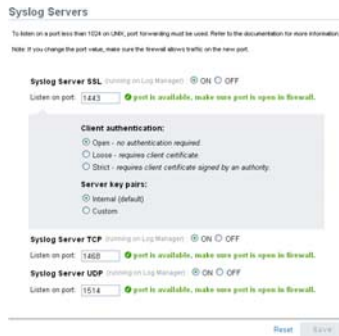 Syslog Servers
To listen on a port less than 1024 on UNIX, port forwarding must be used. Refer to the documentation for more information.
Note: If you change the port value, make sure the firewall allows traffic on the new port.
Syslog Server SSL (running on Log Manager) ON OFF
Listen on port: 1443 port is available, make sure port is open in firewall.
Client authentication:
Open - no authentication required.
Loose - requires client certificate.
Strict - requires client certificate signed by an authority.
Server key pairs:
Internal (default)
Custom
Syslog Server TCP (running on Log Manager) ON OFF
Listen on port: 1468 port is available, make sure port is open in firewall.
Syslog Server UDP (running on Log Manager) ON OFF
Listen on port: 1514 port is available, make sure port is open in firewall.
Reset Save